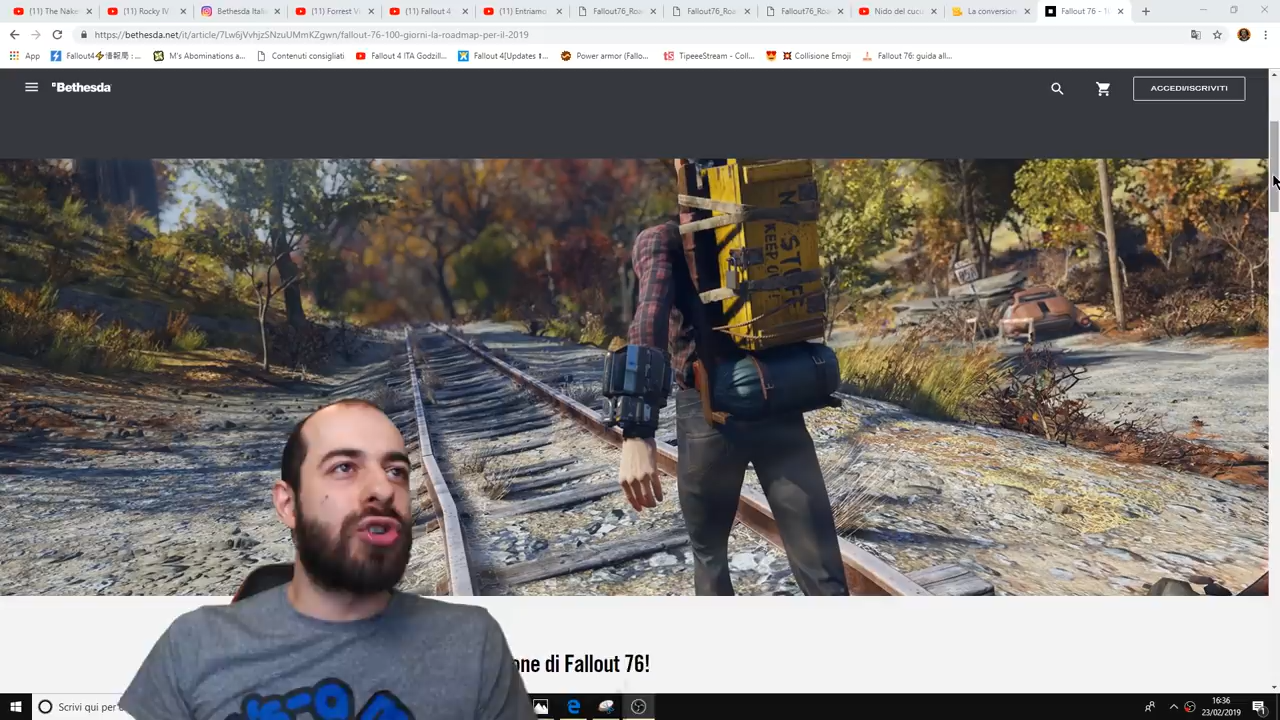 (11) The Nake
(11) Rocky IV
Bethesda Itali
(11) Forrest V
(11) Fallout 4
(11) Entriamo
Fallout76_Roa
Fallout76_Roa
Fallout76_Roa
Nido del cucu
La conversion
Fallout 76 - 10
https://bethesda.net/it/article/7Lw6jVvhjzSNzuUMmKZgwn/fallout-76-100-giorni-la-roadmap-per-il-2019
App
M's Abominations a...
Contenuti consigliati
Fallout 4 ITA Godzill...
Fallout 4[Updates !...
Power armor (Fallo...
TipeeeStream - Coll...
Collisione Emoji
Fallout 76: guida all...
Bethesda
ACCEDI/ISCRIVITI
KEEP
one di Fallout 76!
Scrivi qui per
16:36
23/02/2019